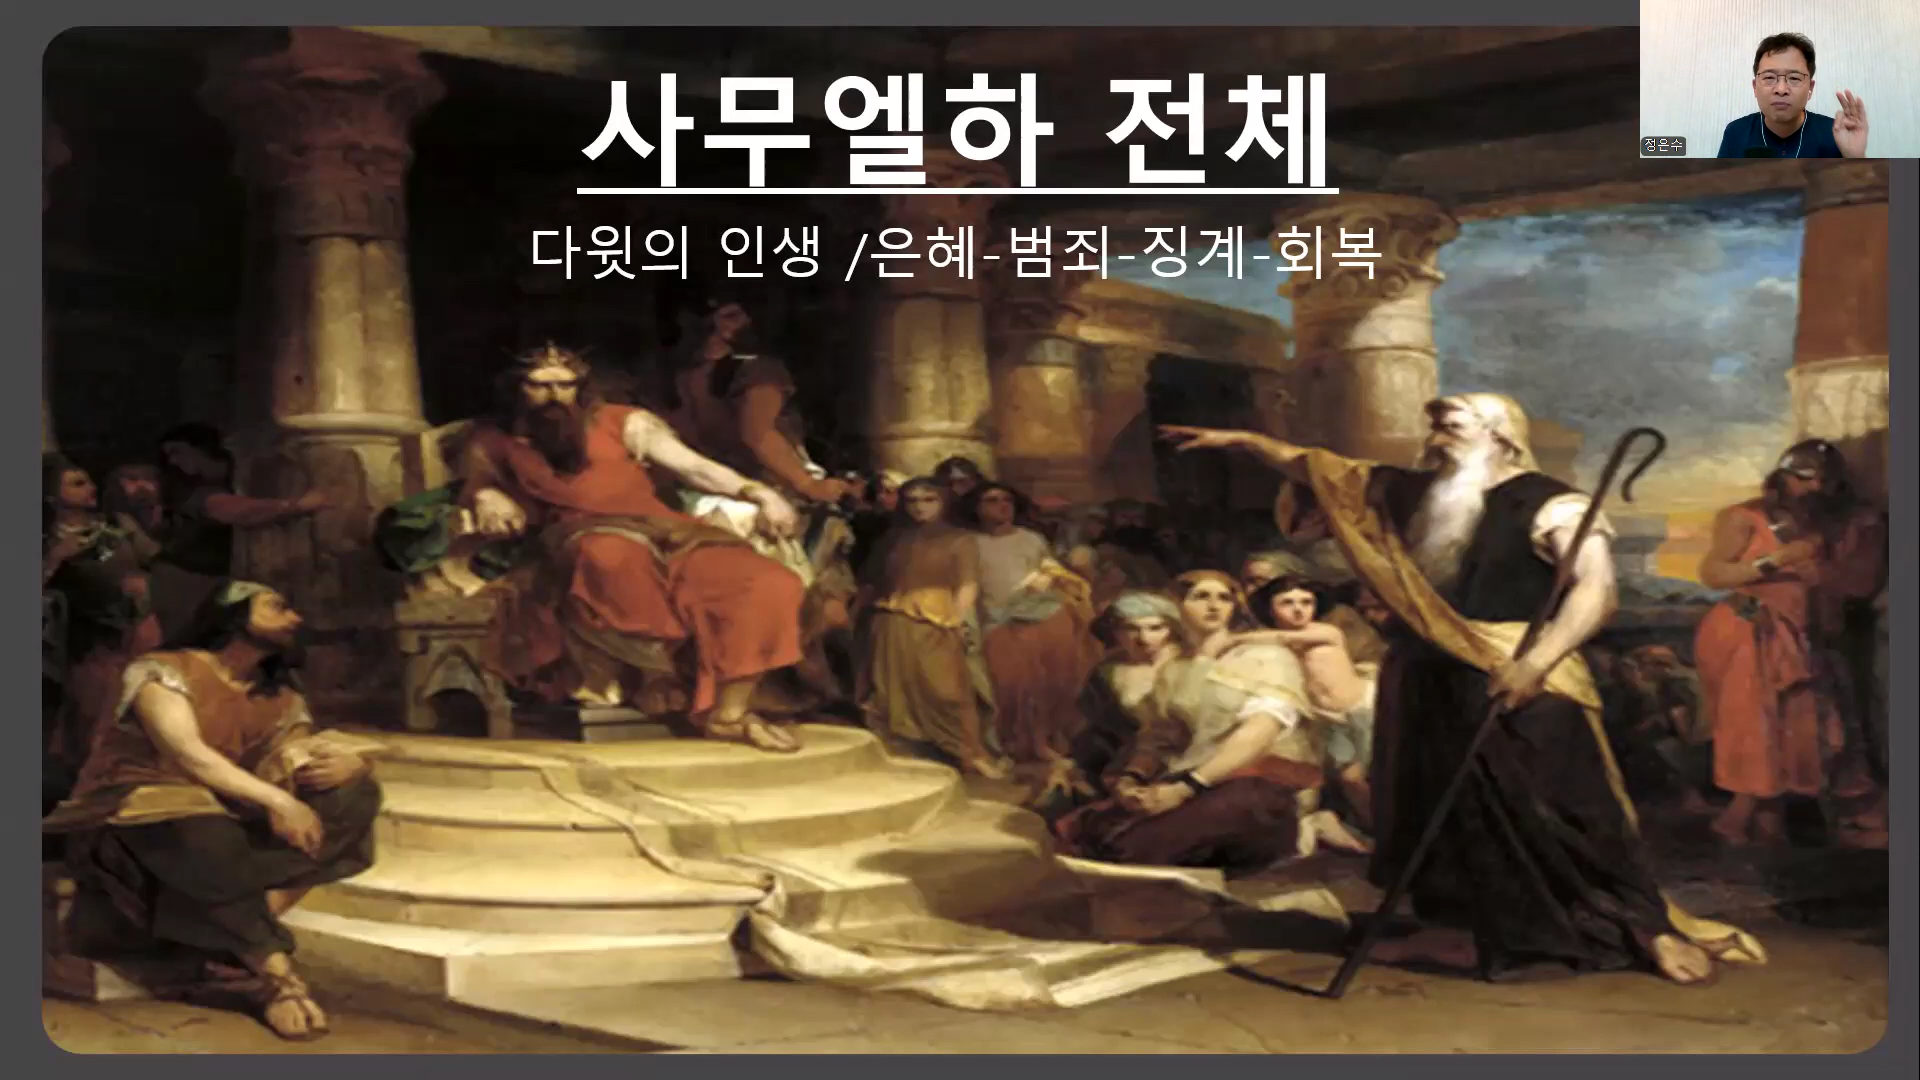 사무엘하 전체
다윗의 인생 /은혜-범죄-징계-회복
정은수